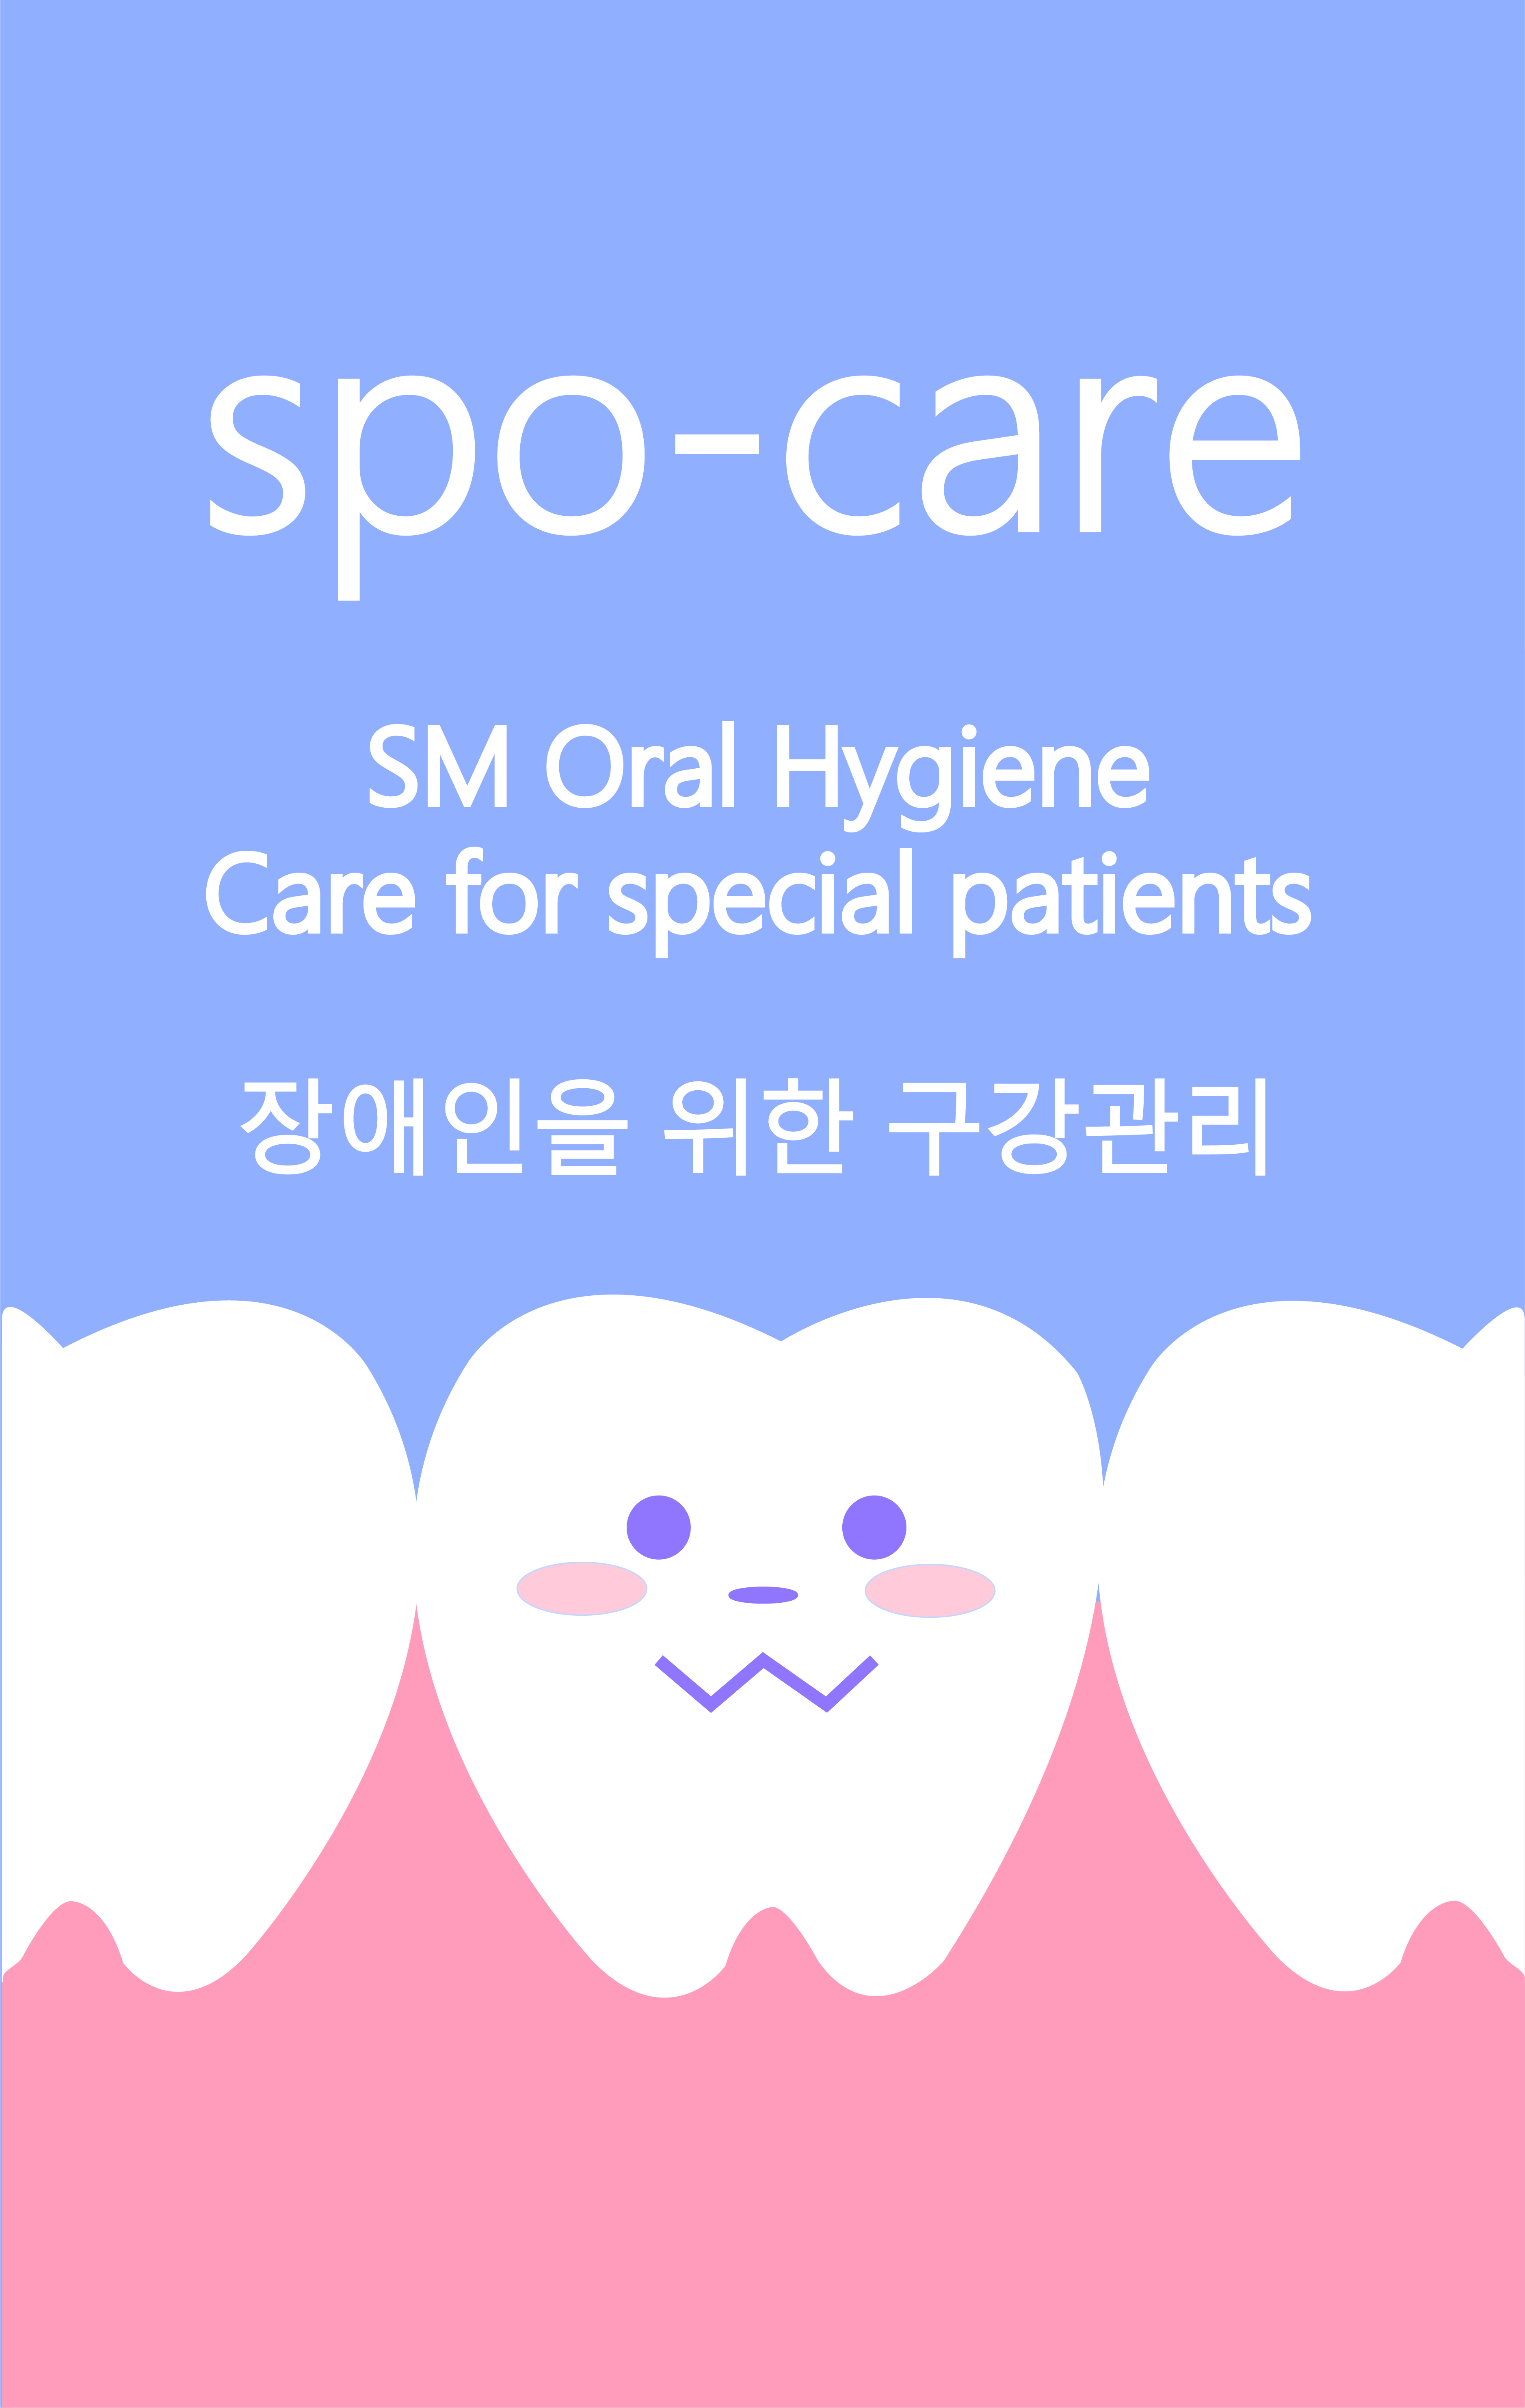 spo-care
SM Oral Hygiene
Care for special patients
장애인을 위한 구강관리